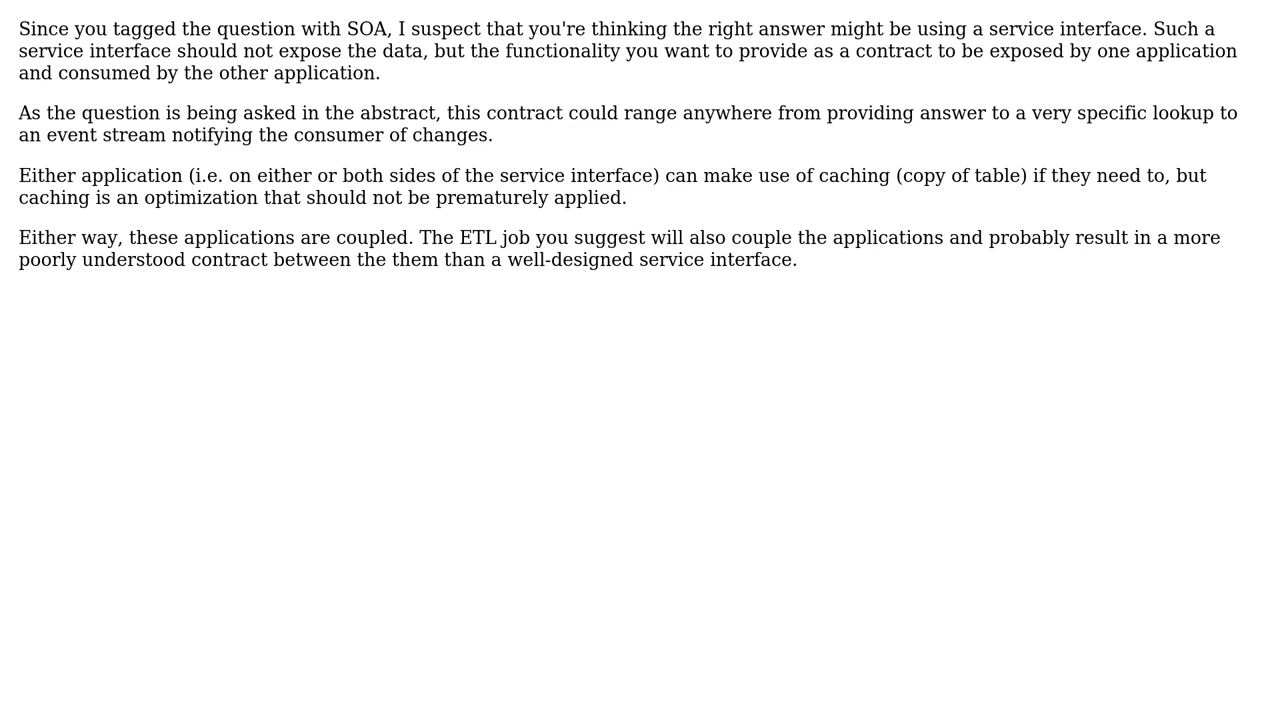 Since you tagged the question with SOA, I suspect that you're thinking the right answer might be using a service interface. Such a
service interface should not expose the data, but the functionality you want to provide as a contract to be exposed by one application
and consumed by the other application.
As the question is being asked in the abstract, this contract could range anywhere from providing answer to a very specific lookup to
an event stream notifying the consumer of changes.
Either application (i.e. on either or both sides of the service interface) can make use of caching (copy of table) if they need to, but
caching is an optimization that should not be prematurely applied.
Either way, these applications are coupled. The ETL job you suggest will also couple the applications and probably result in a more
poorly understood contract between the them than a well-designed service interface.